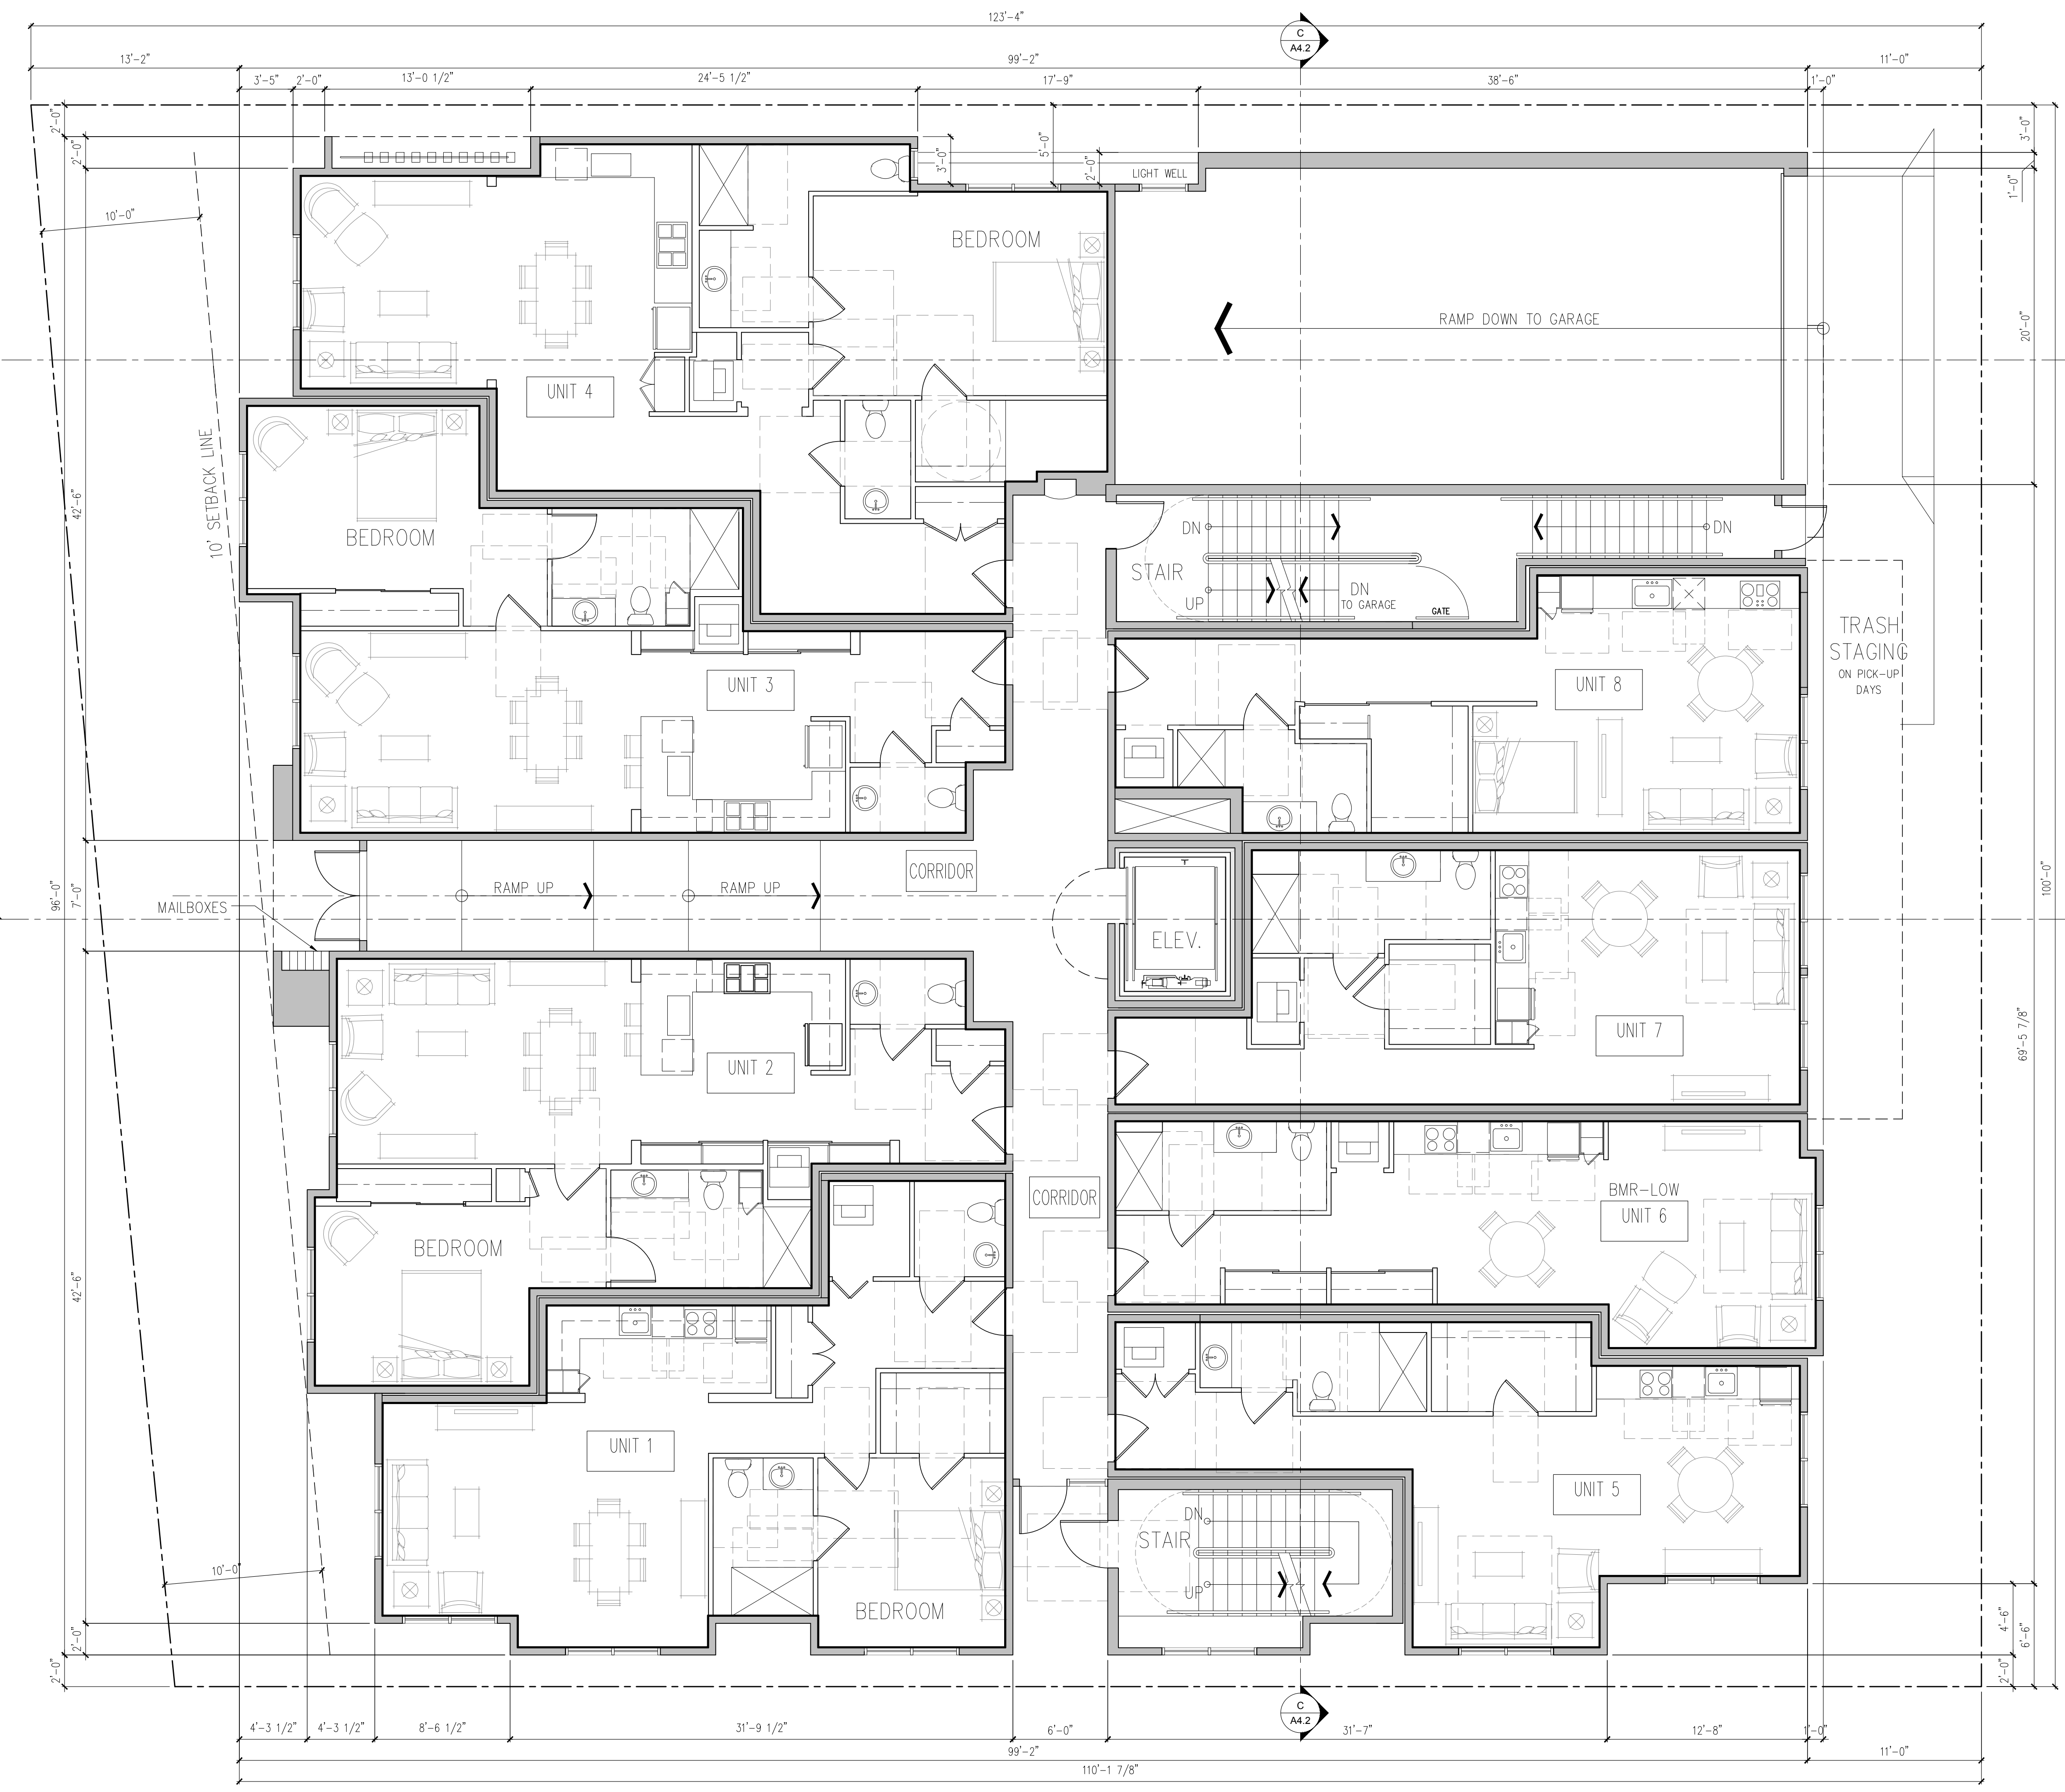 123'-4"
C
A4.2
13'-2"
99'-2"
11'-0"
3'-5"
2'-0"
13'-0 1/2"
24'-5 1/2"
17'-9"
38'-6"
1'-0"
2'-0"
2'-0"
3'-0"
5'-0"
2'-0"
LIGHT WELL
3'-0"
1'-0"
10'-0"
BEDROOM
RAMP DOWN TO GARAGE
20'-0"
UNIT 4
10' SETBACK LINE
42'-6"
BEDROOM
DN
DN
STAIR
UP
DN
TO GARAGE
GATE
TRASH
STAGING
ON PICK-UP
DAYS
UNIT 3
UNIT 8
96'-0"
7'-0"
100'-0"
RAMP UP
RAMP UP
CORRIDOR
MAILBOXES
ELEV.
UNIT 7
UNIT 2
69'-5 7/8"
CORRIDOR
BMR-LOW
UNIT 6
BEDROOM
42'-6"
UNIT 1
UNIT 5
DN
STAIR
UP
10'-0"
BEDROOM
2'-0"
2'-0"
4'-6"
6'-6"
2'-0"
C
A4.2
4'-3 1/2"
4'-3 1/2"
8'-6 1/2"
31'-9 1/2"
6'-0"
31'-7"
12'-8"
1'-0"
99'-2"
11'-0"
110'-1 7/8"